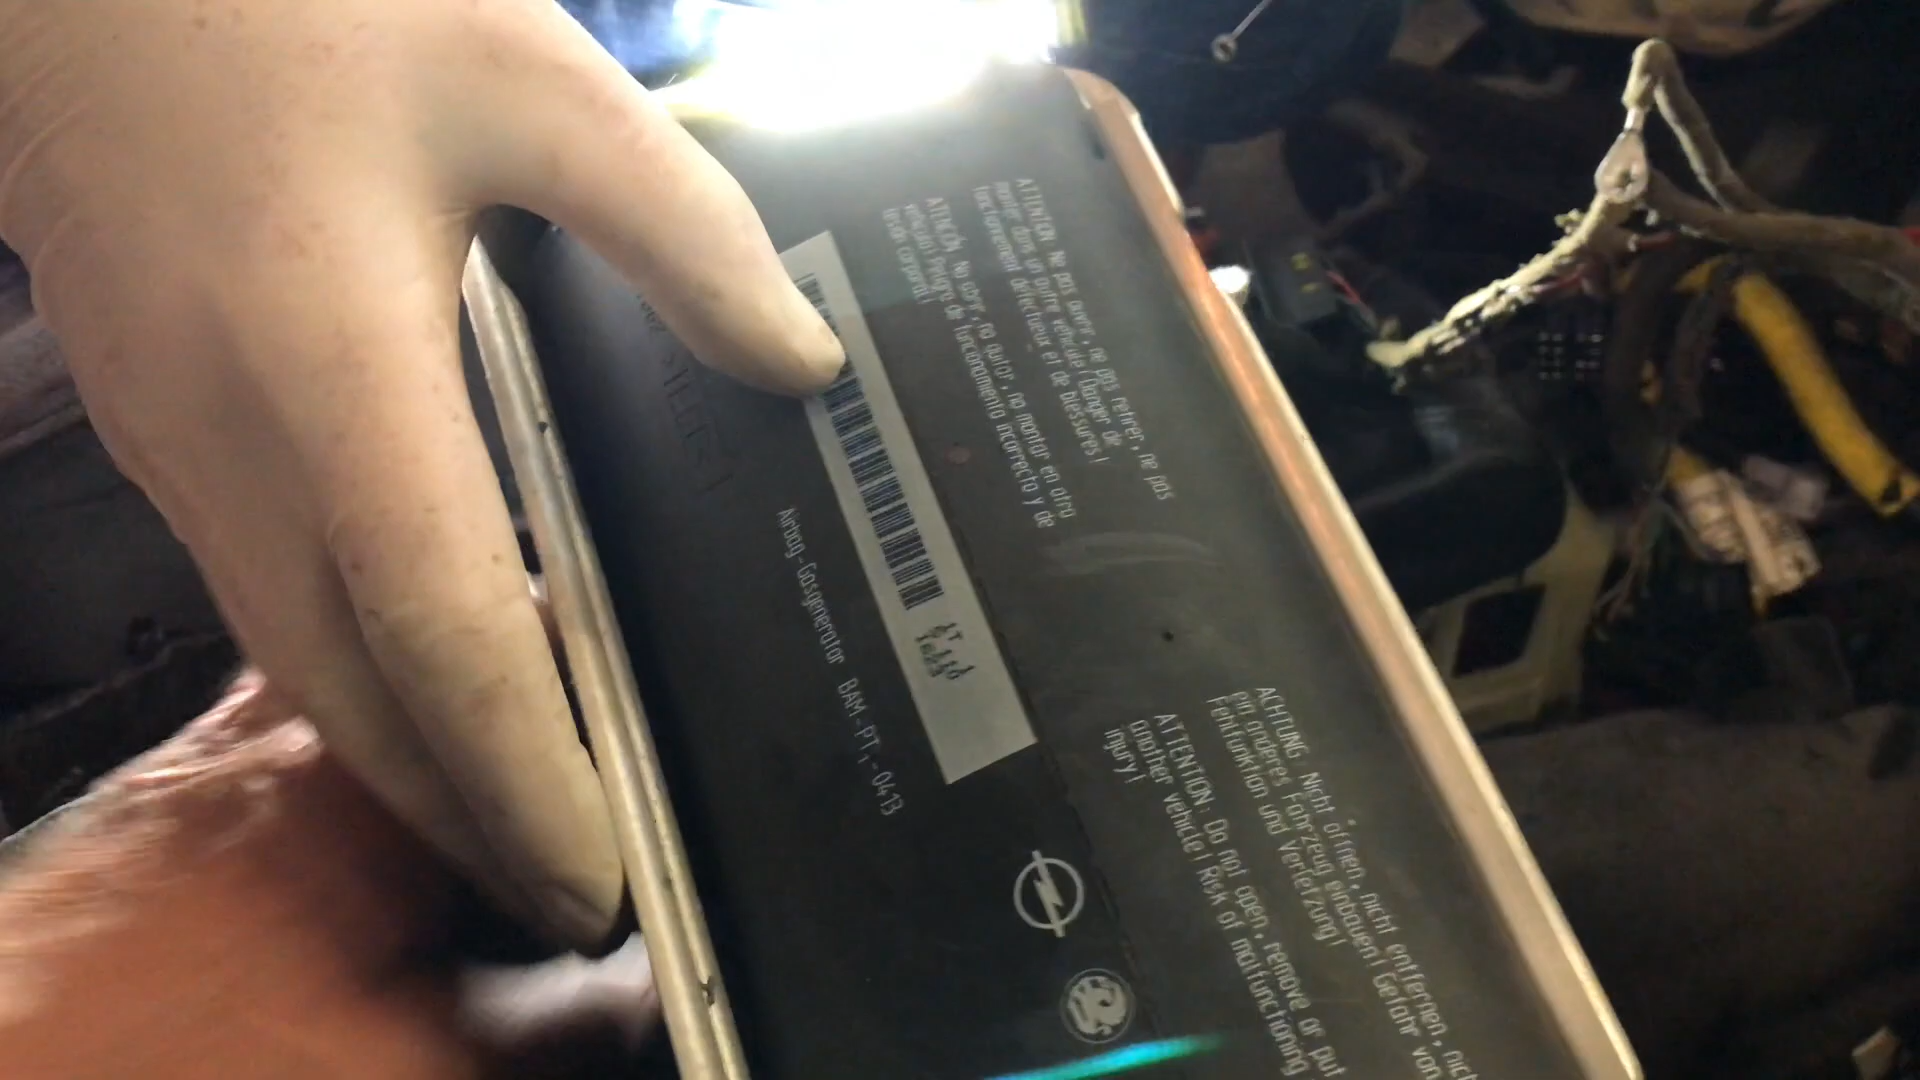 ATTENTION: Ne pas ouvrir, ne pas retirer, ne pas
monter dans un autre véhicule! Danger de
fonctionnement défectueux et de blessures!
ATENCIÓN: No abrir, no quitar, no montar en otro
vehículo! Peligro de funcionamiento incorrecto y de
lesión corporal!
Airbag-Gasgenerator BAM-PT₁-0413
ACHTUNG: Nicht öffnen, nicht entfernen, nic
ein anderes Fahrzeug einbauen! Gefahr von
Fehlfunktion und Verletzung!
ATTENTION: Do not open, remove or put
another vehicle! Risk of malfunctioning
injury!